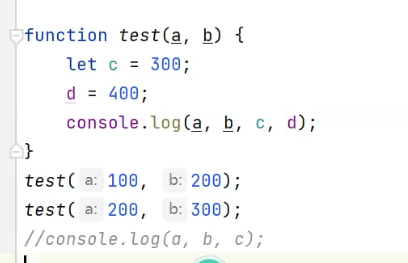 function test(a, b) {
    let c = 300;
    d = 400;
    console.log(a, b, c, d);
}
test( a: 100, b: 200);
test( a: 200, b: 300);
//console.log(a, b, c);